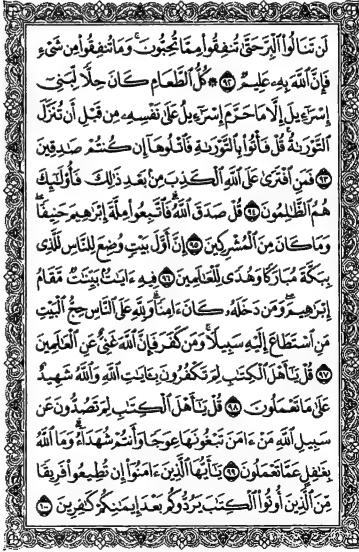 لَن تَنَالُوا۟ ٱلْبِرَّ حَتَّىٰ تُنفِقُوا۟ مِمَّا تُحِبُّونَ ۚ وَمَا تُنفِقُوا۟ مِن شَىْءٍ
فَإِنَّ ٱللَّهَ بِهِۦ عَلِيمٌ ﴿٩٢﴾ ۞ كُلُّ ٱلطَّعَامِ كَانَ حِلًّا لِّبَنِىٓ
إِسْرَٰٓءِيلَ إِلَّا مَا حَرَّمَ إِسْرَٰٓءِيلُ عَلَىٰ نَفْسِهِۦ مِن قَبْلِ أَن تُنَزَّلَ
ٱلتَّوْرَىٰةُ ۗ قُلْ فَأْتُوا۟ بِٱلتَّوْرَىٰةِ فَٱتْلُوهَآ إِن كُنتُمْ صَٰدِقِينَ
﴿٩٣﴾ فَمَنِ ٱفْتَرَىٰ عَلَى ٱللَّهِ ٱلْكَذِبَ مِنۢ بَعْدِ ذَٰلِكَ فَأُو۟لَٰٓئِكَ
هُمُ ٱلظَّٰلِمُونَ ﴿٩٤﴾ قُلْ صَدَقَ ٱللَّهُ ۗ فَٱتَّبِعُوا۟ مِلَّةَ إِبْرَٰهِيمَ حَنِيفًا ۖ
وَمَا كَانَ مِنَ ٱلْمُشْرِكِينَ ﴿٩٥﴾ إِنَّ أَوَّلَ بَيْتٍ وُضِعَ لِلنَّاسِ لَلَّذِى
بِبَكَّةَ مُبَارَكًا وَهُدًى لِّلْعَٰلَمِينَ ﴿٩٦﴾ فِيهِ ءَايَٰتٌۢ بَيِّنَٰتٌ مَّقَامُ
إِبْرَٰهِيمَ ۖ وَمَن دَخَلَهُۥ كَانَ ءَامِنًا ۗ وَلِلَّهِ عَلَى ٱلنَّاسِ حِجُّ ٱلْبَيْتِ
مَنِ ٱسْتَطَاعَ إِلَيْهِ سَبِيلًا ۚ وَمَن كَفَرَ فَإِنَّ ٱللَّهَ غَنِىٌّ عَنِ ٱلْعَٰلَمِينَ
﴿٩٧﴾ قُلْ يَٰٓأَهْلَ ٱلْكِتَٰبِ لِمَ تَكْفُرُونَ بِـَٔايَٰتِ ٱللَّهِ وَٱللَّهُ شَهِيدٌ
عَلَىٰ مَا تَعْمَلُونَ ﴿٩٨﴾ قُلْ يَٰٓأَهْلَ ٱلْكِتَٰبِ لِمَ تَصُدُّونَ عَن
سَبِيلِ ٱللَّهِ مَنْ ءَامَنَ تَبْغُونَهَا عِوَجًا وَأَنتُمْ شُهَدَآءُ ۗ وَمَا ٱللَّهُ
بِغَٰفِلٍ عَمَّا تَعْمَلُونَ ﴿٩٩﴾ يَٰٓأَيُّهَا ٱلَّذِينَ ءَامَنُوٓا۟ إِن تُطِيعُوا۟ فَرِيقًا
مِّنَ ٱلَّذِينَ أُوتُوا۟ ٱلْكِتَٰبَ يَرُدُّوكُم بَعْدَ إِيمَٰنِكُمْ كَٰفِرِينَ ﴿١٠٠﴾